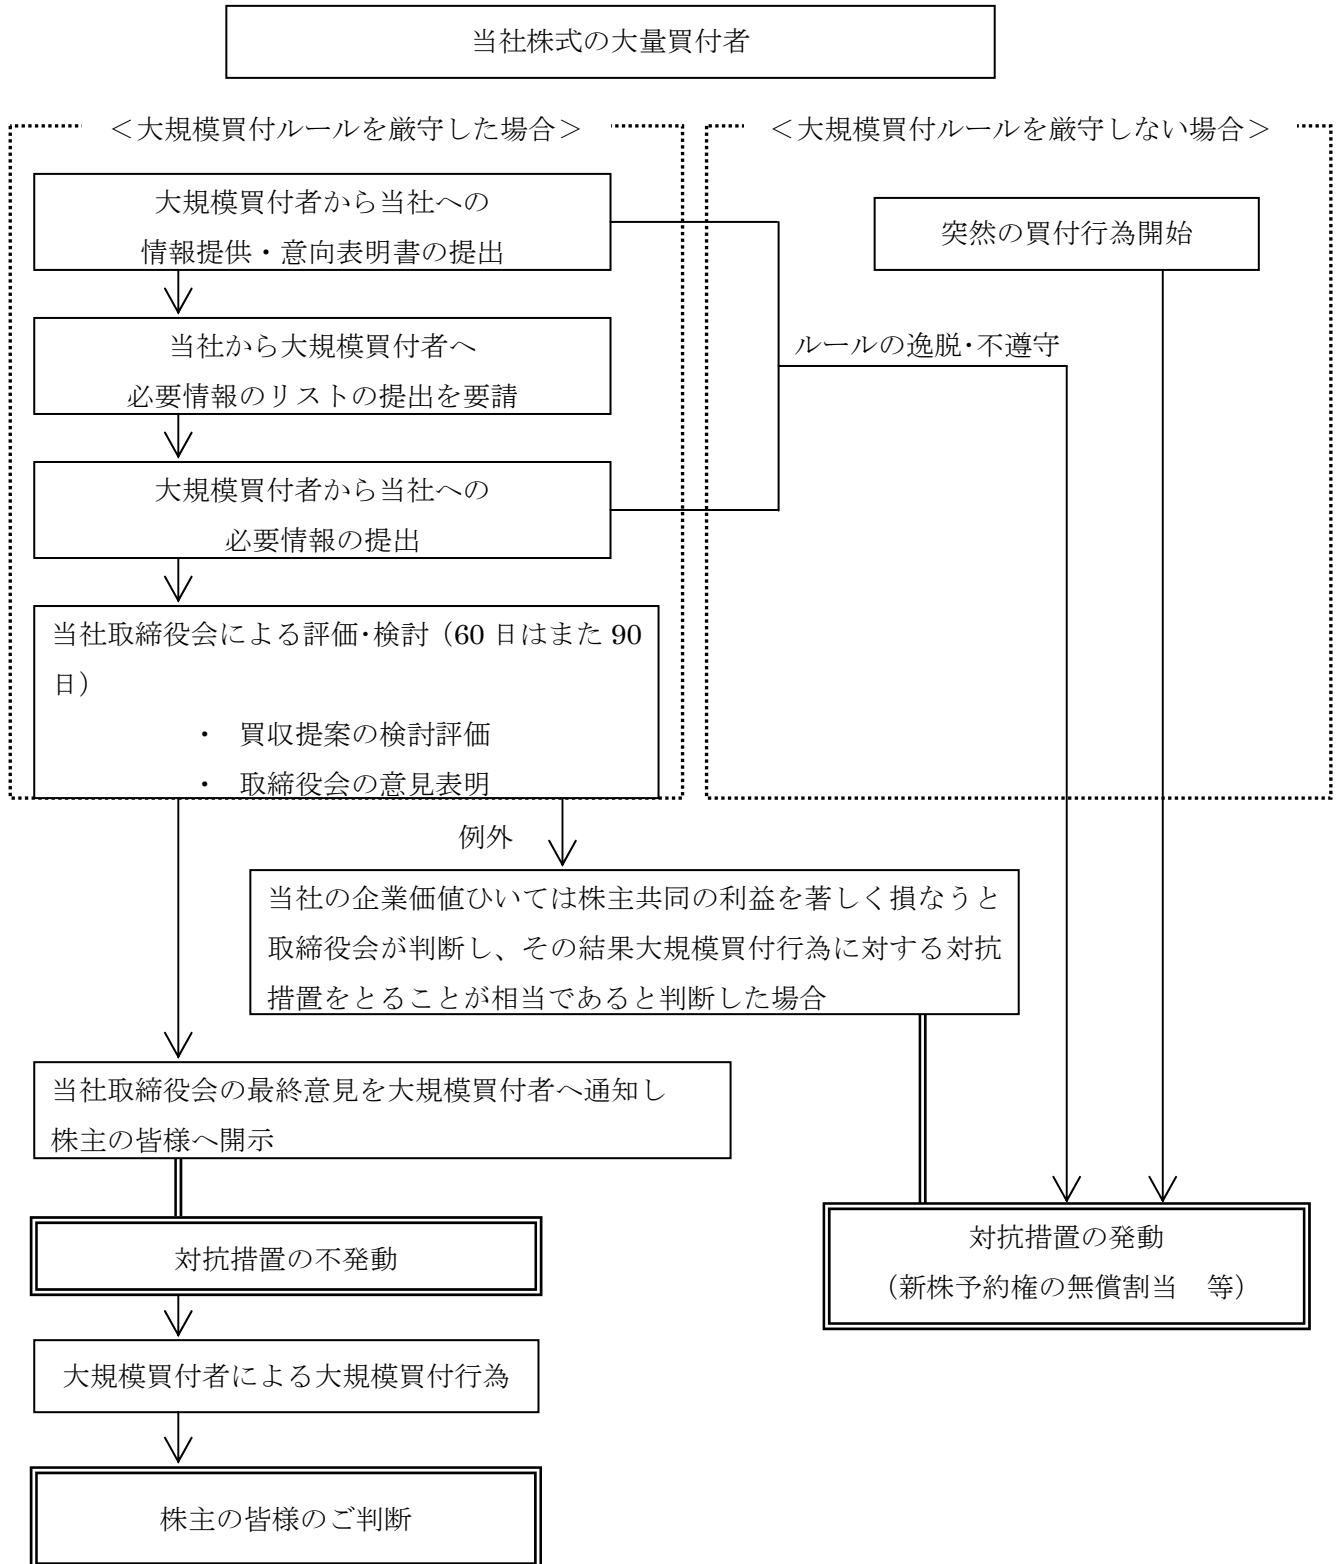 当社株式の大量買付者
＜大規模買付ルールを厳守した場合＞
大規模買付者から当社への
情報提供・意向表明書の提出
当社から大規模買付者へ
必要情報のリストの提出を要請
大規模買付者から当社への
必要情報の提出
当社取締役会による評価･検討（60 日はまた 90
日）
・ 買収提案の検討評価
・ 取締役会の意見表明
＜大規模買付ルールを厳守しない場合＞
突然の買付行為開始
ルールの逸脱･不遵守
例外
当社の企業価値ひいては株主共同の利益を著しく損なうと
取締役会が判断し、その結果大規模買付行為に対する対抗
措置をとることが相当であると判断した場合
当社取締役会の最終意見を大規模買付者へ通知し
株主の皆様へ開示
対抗措置の不発動
対抗措置の発動
（新株予約権の無償割当　等）
大規模買付者による大規模買付行為
株主の皆様のご判断